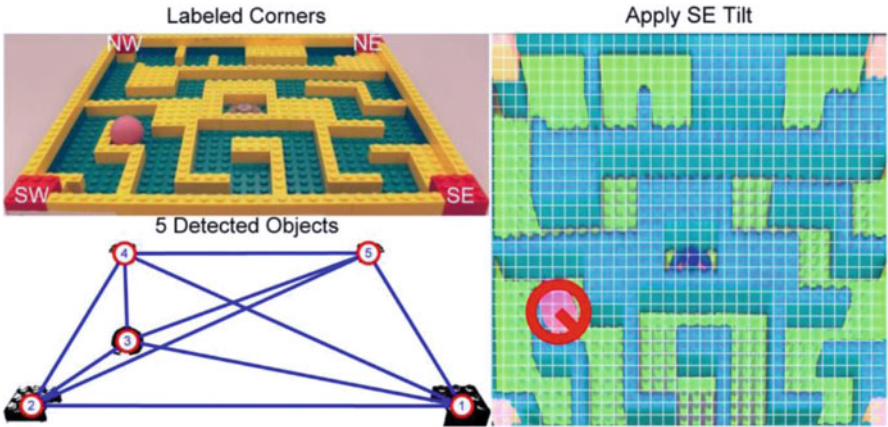 Labeled Corners
NW
NE
SW
SE
5 Detected Objects
4
5
3
2
1
Apply SE Tilt